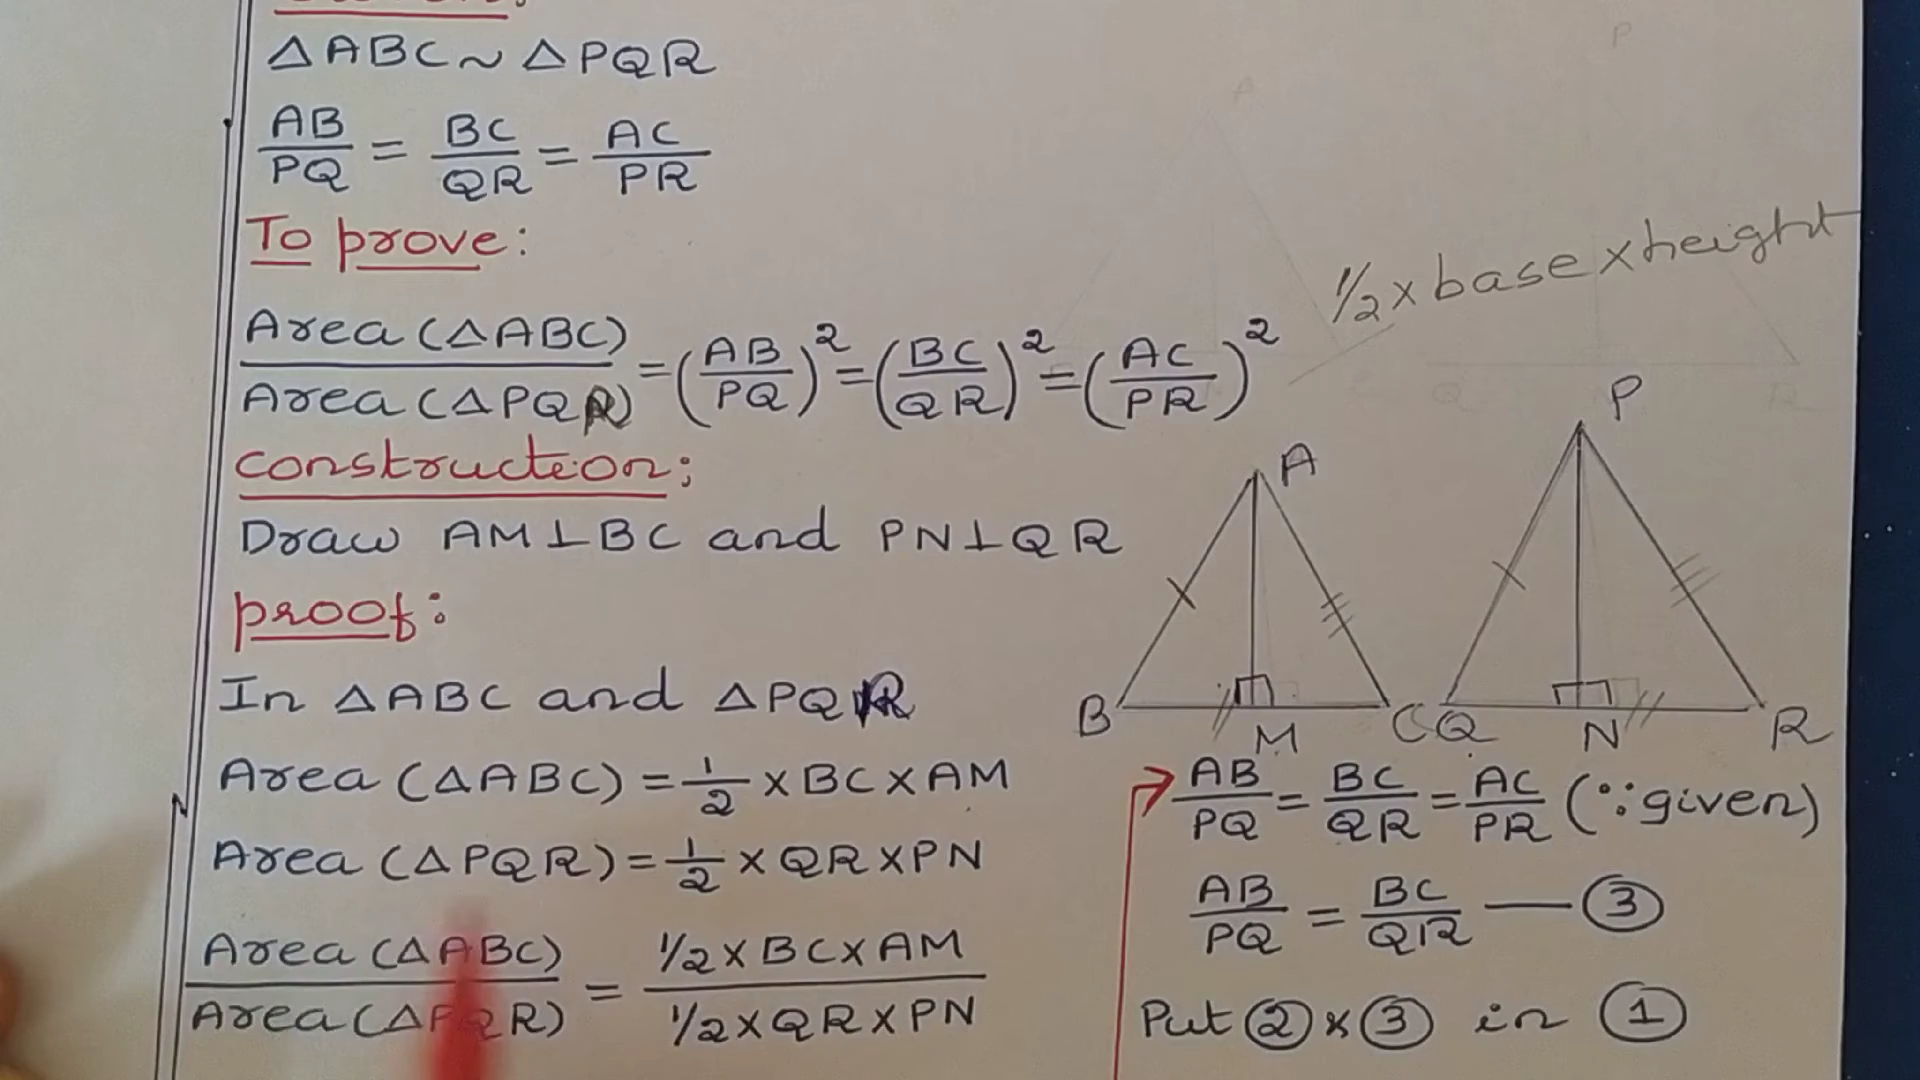 △ABC ~ △PQR
AB/PQ = BC/QR = AC/PR
To prove:
Area (△ABC)/Area (△PQR) = (AB/PQ)² = (BC/QR)² = (AC/PR)²
construction:
Draw AM⊥BC and PN⊥QR
proof:
In △ABC and △PQR
Area (△ABC) = 1/2 × BC × AM
Area (△PQR) = 1/2 × QR × PN
Area (△ABC)/Area (△PQR) = 1/2 × BC × AM/1/2 × QR × PN
1/2 × base × height
A
P
B M C Q N R
AB/PQ = BC/QR = AC/PR (∵ given)
AB/PQ = BC/QR — ③
Put ② & ③ in ①